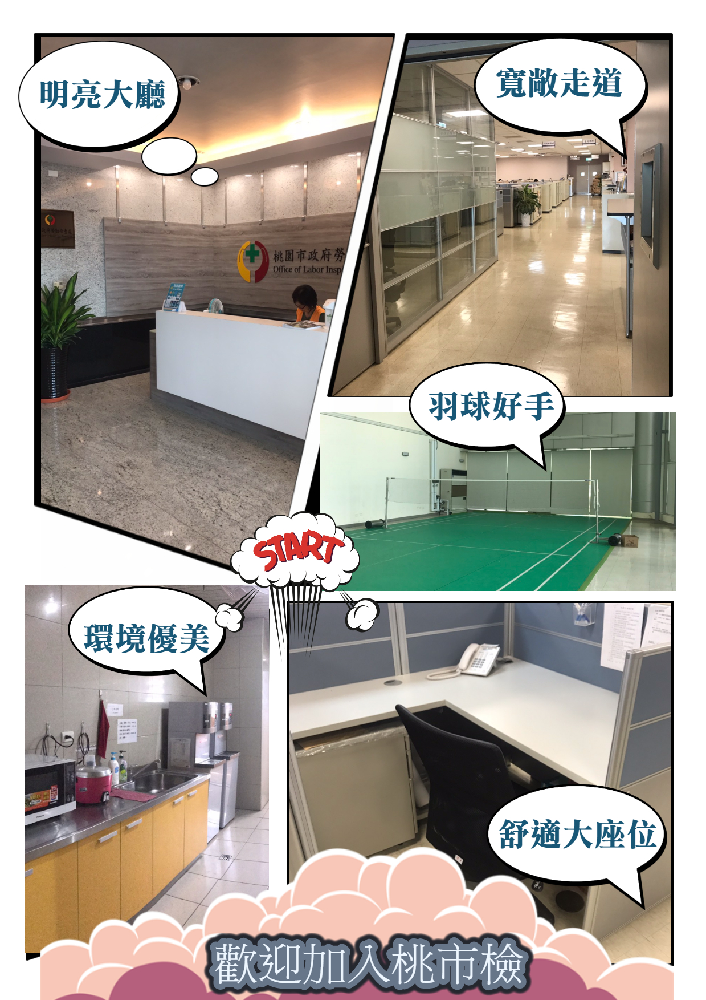 明亮大廳
寬敞走道
桃園市政府勞
Office of Labor Inspe
羽球好手
START
環境優美
舒適大座位
歡迎加入桃市檢